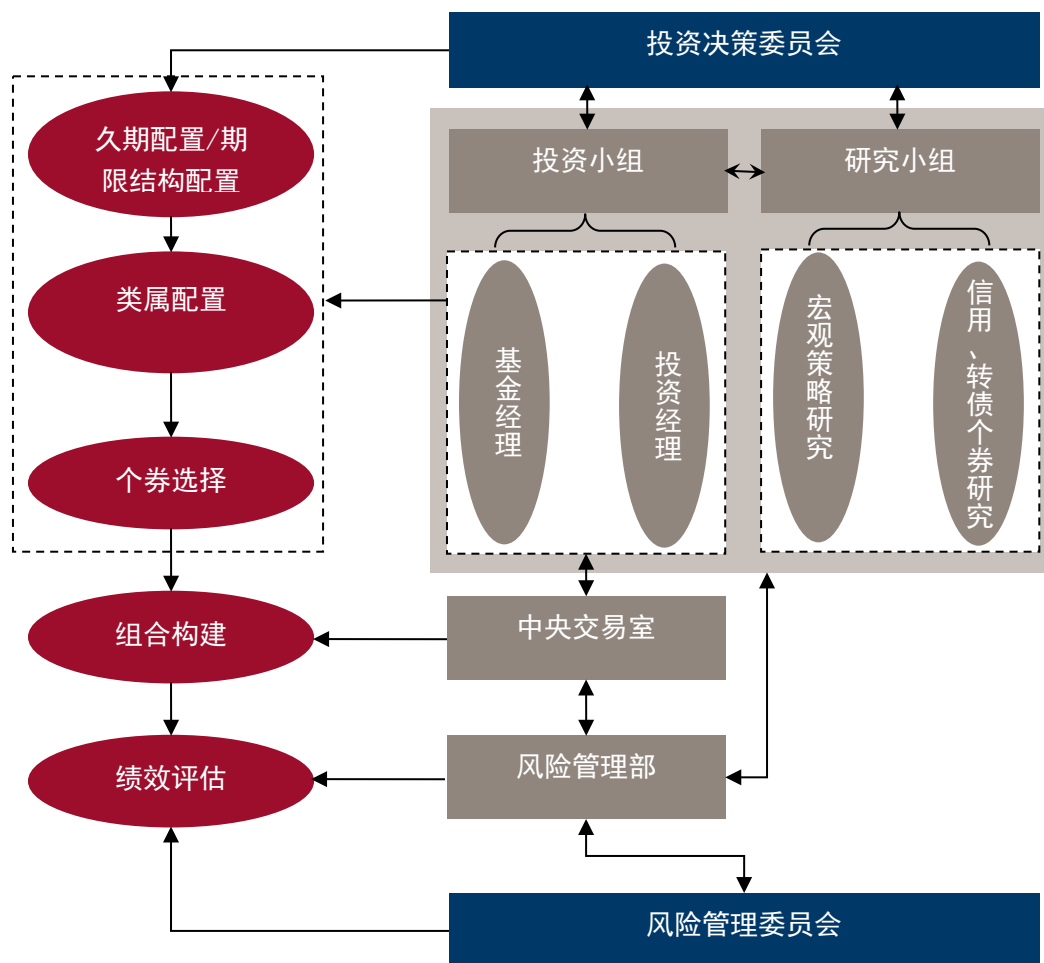 投资决策委员会
久期配置/期
限结构配置
投资小组
研究小组
类属配置
基金经理
投资经理
宏观策略研究
信用、转债个券研究
个券选择
组合构建
中央交易室
绩效评估
风险管理部
风险管理委员会